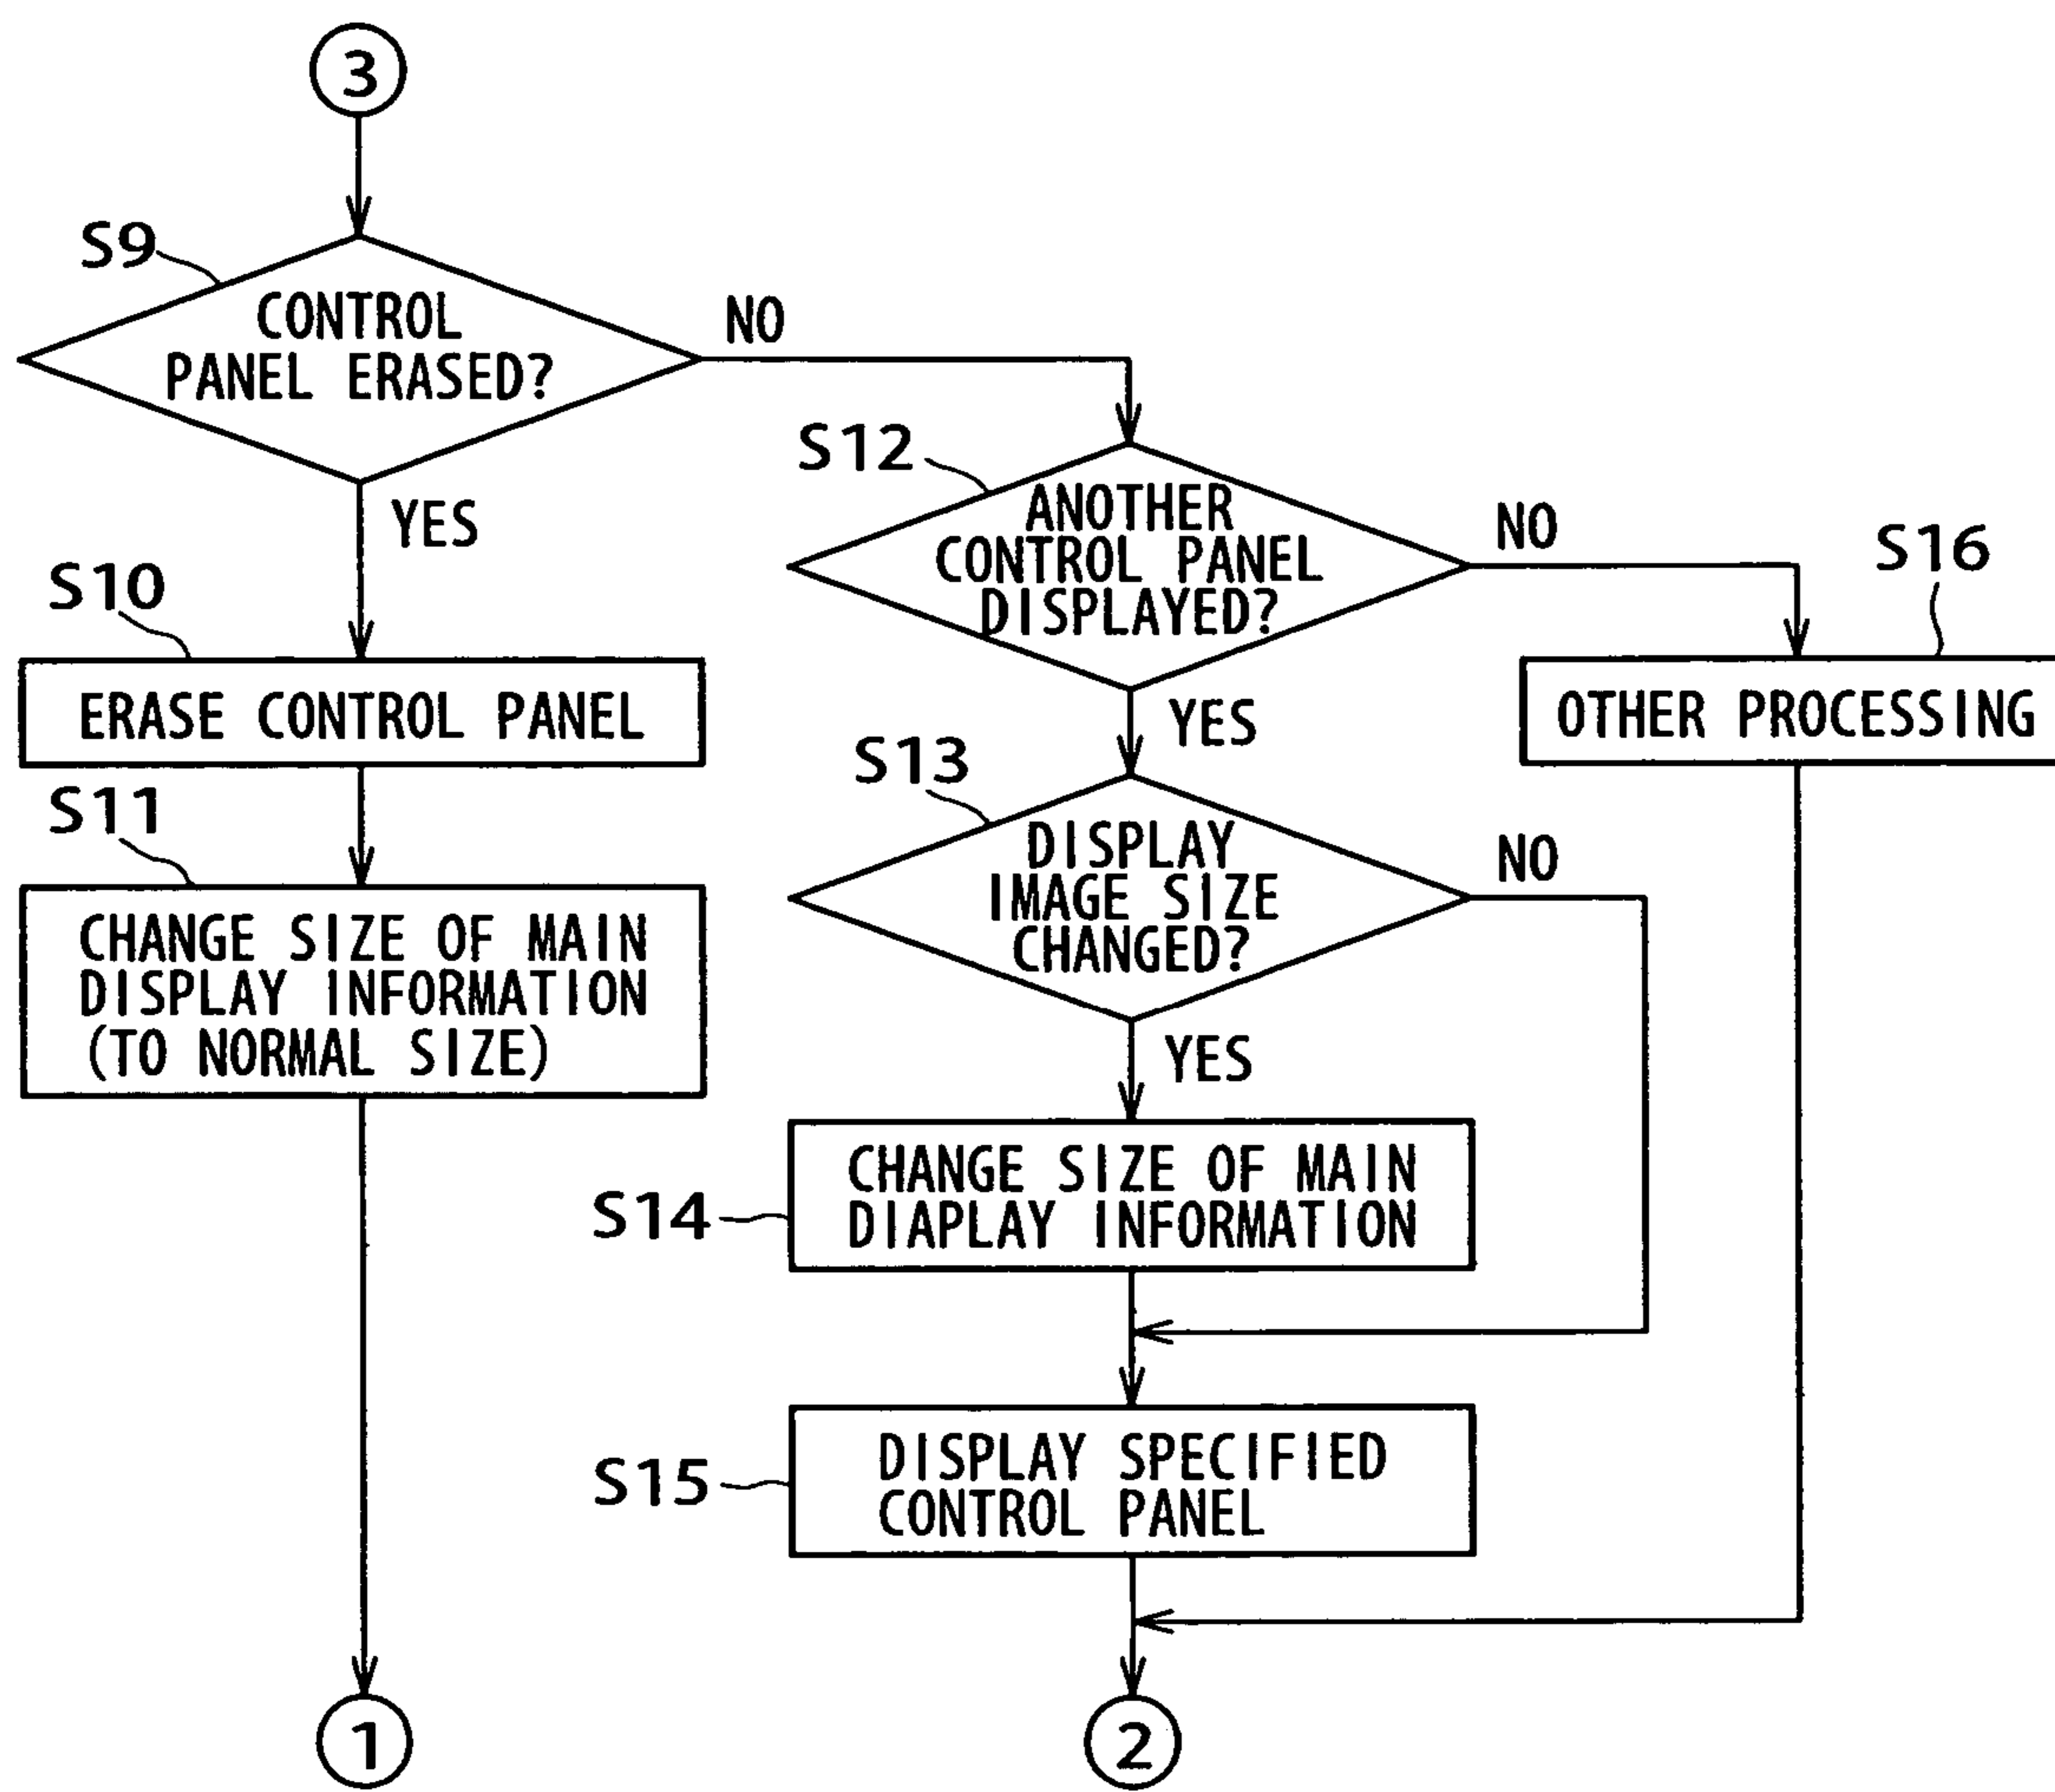 3
S9
CONTROL
PANEL ERASED?
NO
YES
S10
ERASE CONTROL PANEL
S11
CHANGE SIZE OF MAIN
DISPLAY INFORMATION
(TO NORMAL SIZE)
1
S12
ANOTHER
CONTROL PANEL
DISPLAYED?
NO
YES
S13
DISPLAY
IMAGE SIZE
CHANGED?
NO
YES
S14
CHANGE SIZE OF MAIN
DIAPLAY INFORMATION
S15
DISPLAY SPECIFIED
CONTROL PANEL
S16
OTHER PROCESSING
2